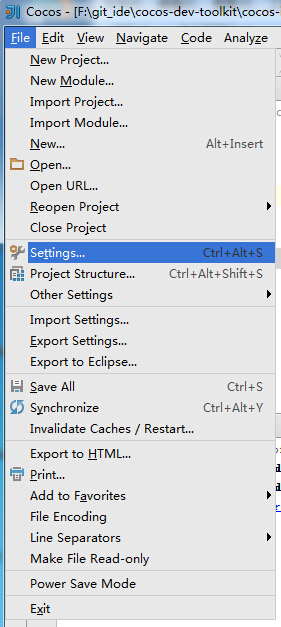 Cocos - [F:\git_ide\cocos-dev-toolkit\cocos-
File Edit View Navigate Code Analyze
New Project...
New Module...
Import Project...
Import Module...
New... Alt+Insert
Open...
Open URL...
Reopen Project
Close Project
Settings... Ctrl+Alt+S
Project Structure... Ctrl+Alt+Shift+S
Other Settings
Import Settings...
Export Settings...
Export to Eclipse...
Save All Ctrl+S
Synchronize Ctrl+Alt+Y
Invalidate Caches / Restart...
Export to HTML...
Print...
Add to Favorites
File Encoding
Line Separators
Make File Read-only
Power Save Mode
Exit